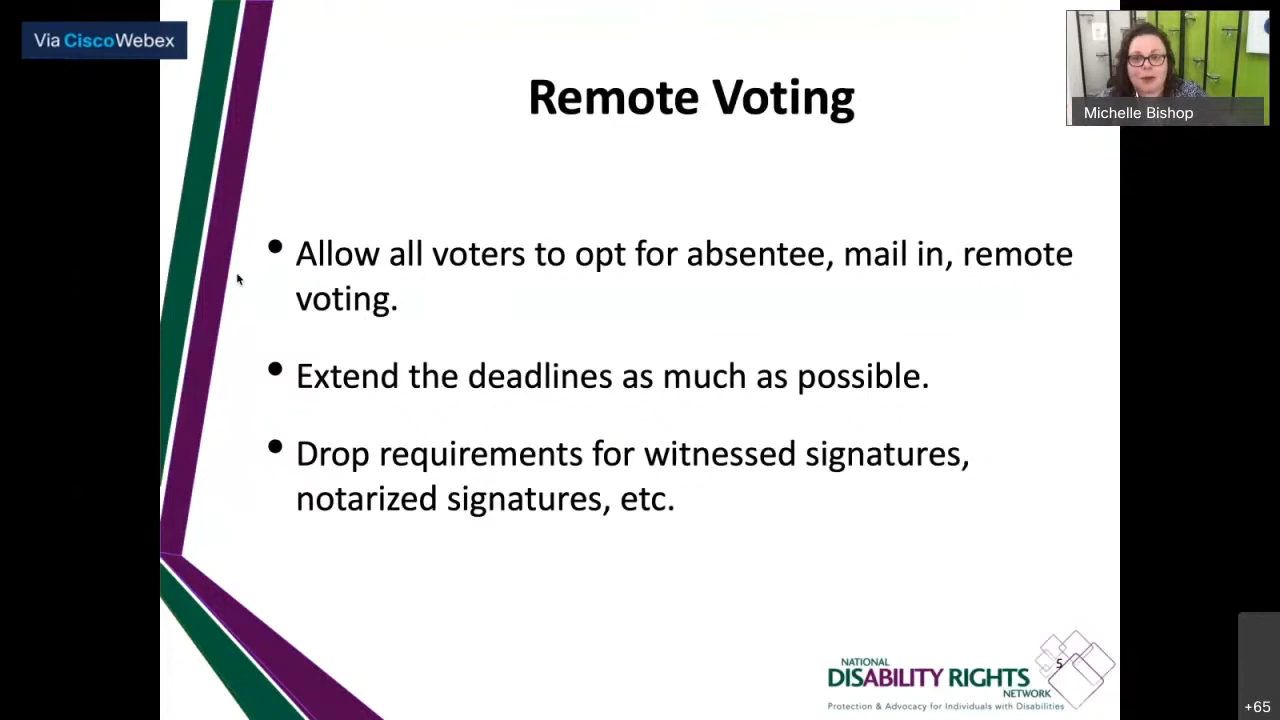 Via CiscoWebex
Remote Voting
Michelle Bishop
• Allow all voters to opt for absentee, mail in, remote
voting.
• Extend the deadlines as much as possible.
• Drop requirements for witnessed signatures,
notarized signatures, etc.
5
NATIONAL
DISABILITY RIGHTS
NETWORK
Protection & Advocacy for Individuals with Disabilities
+65